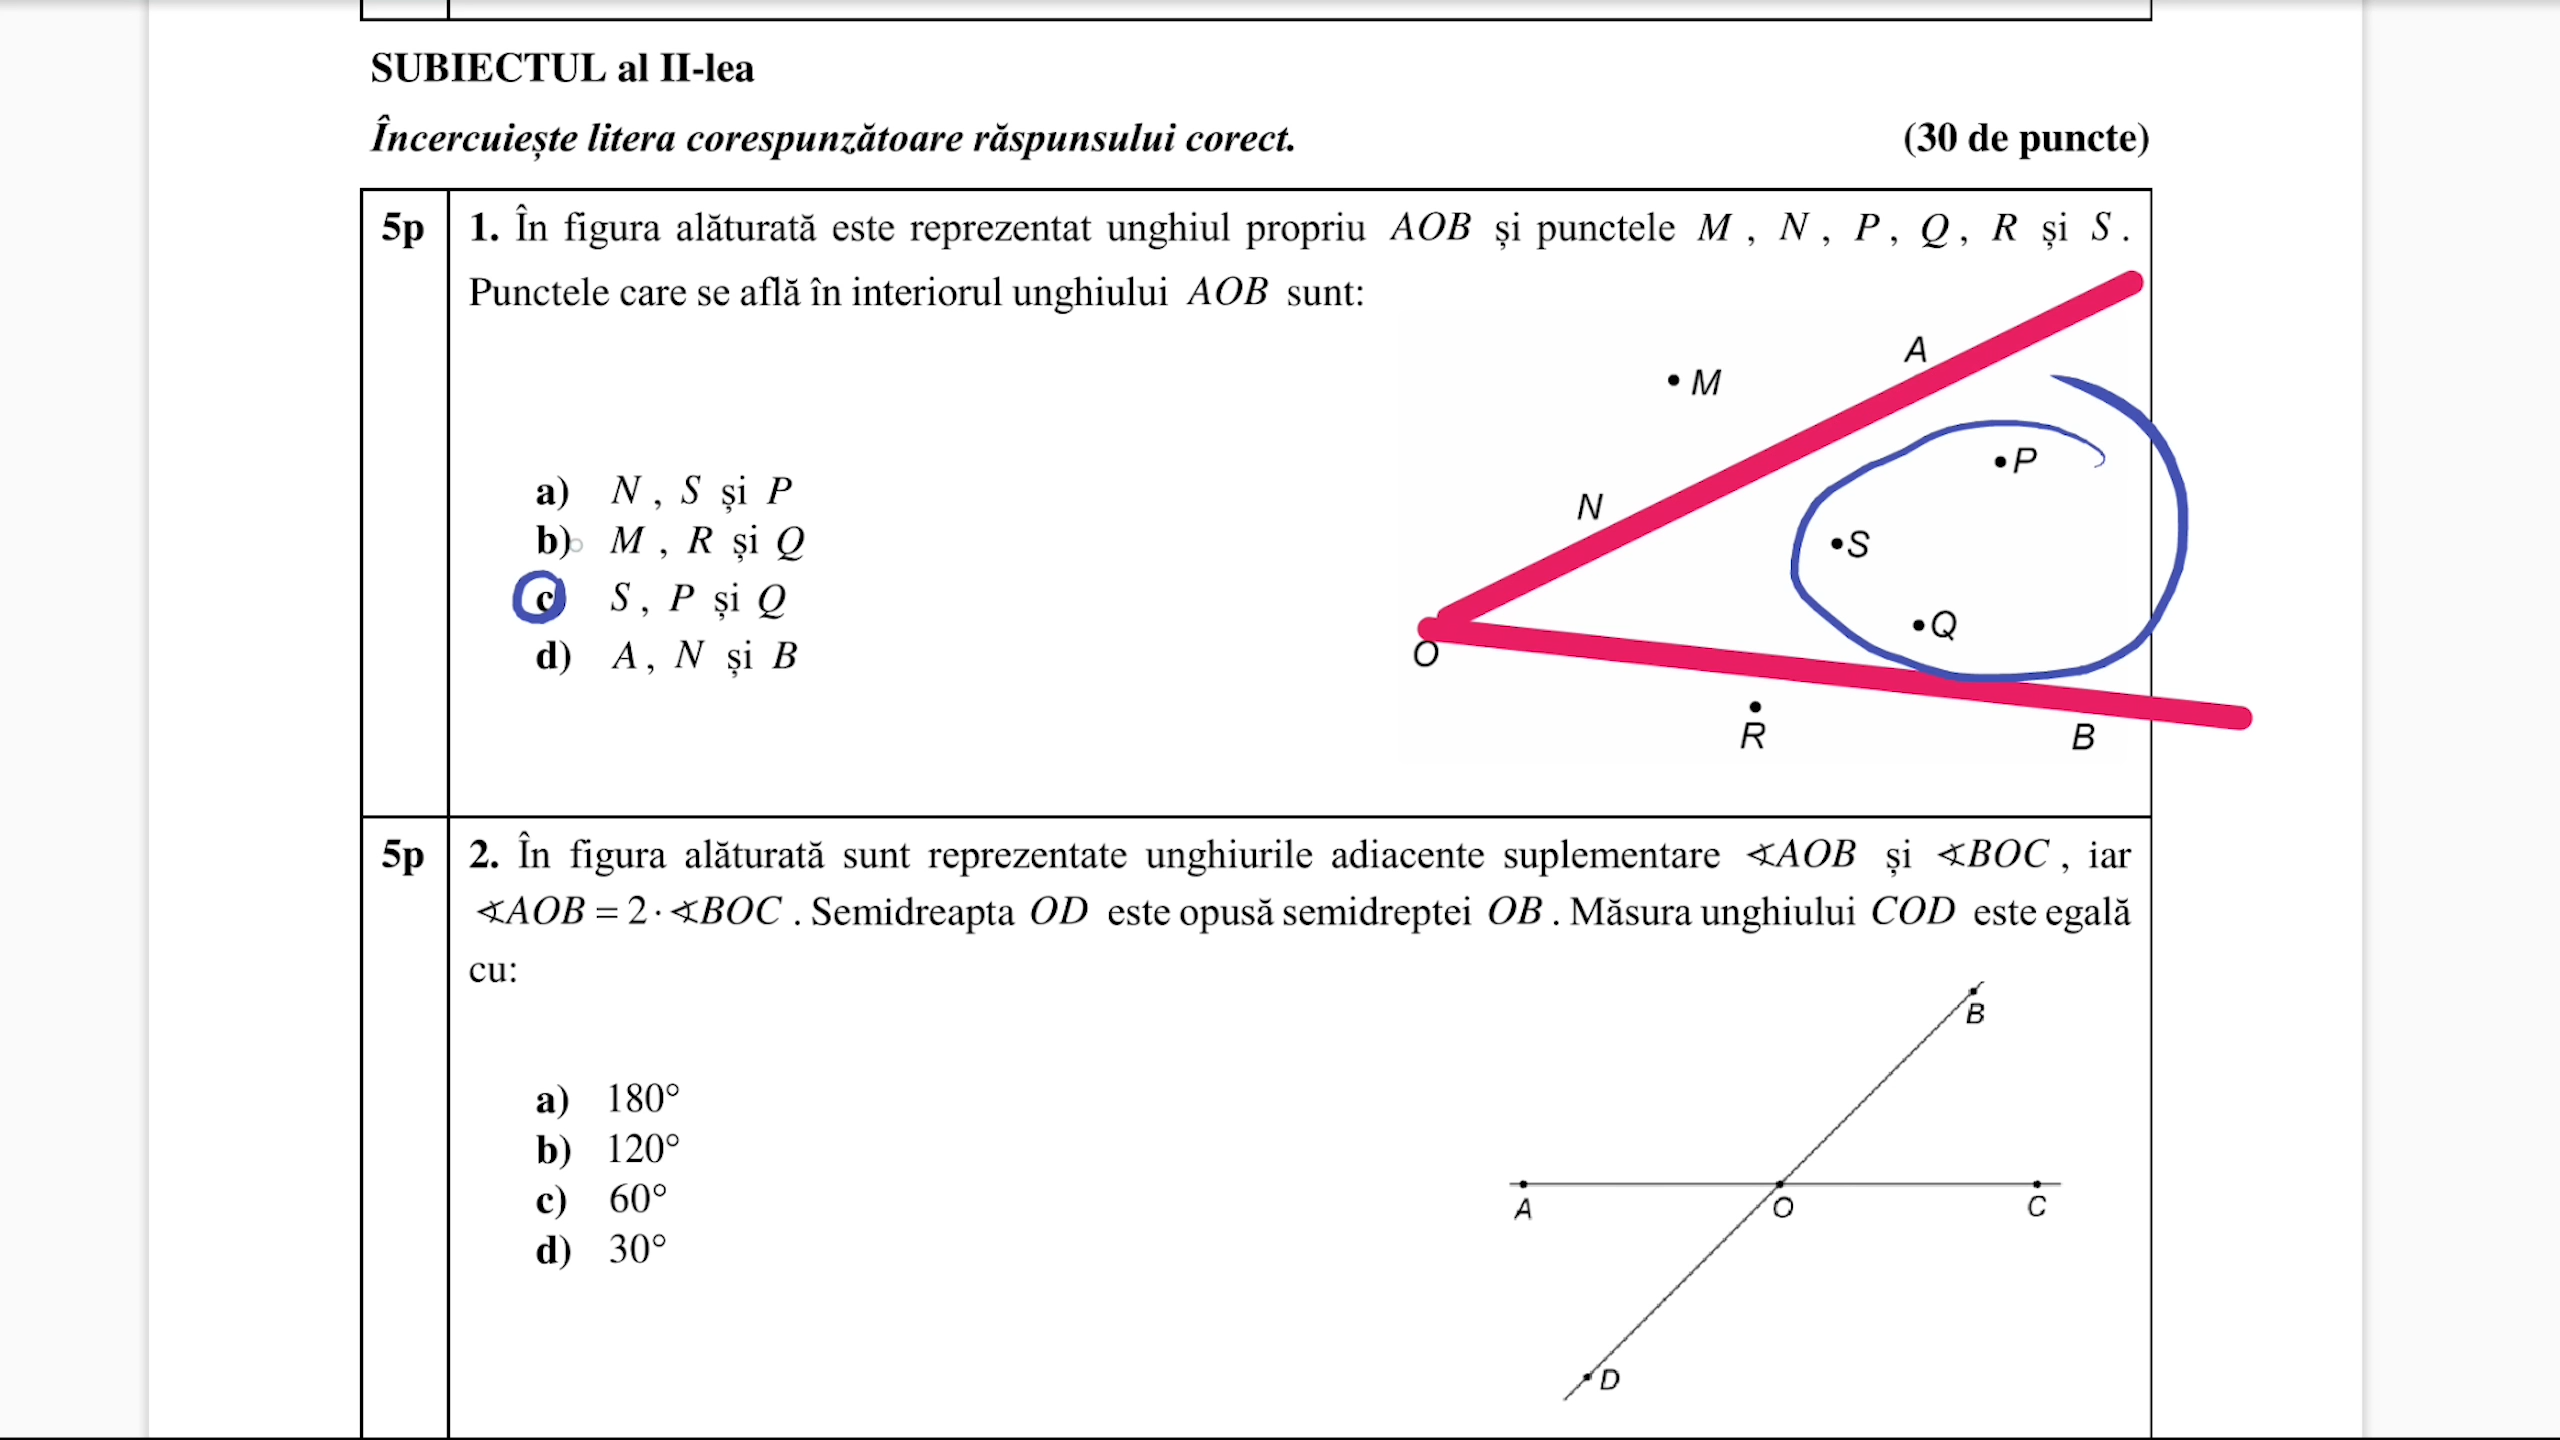 SUBIECTUL al II-lea
Încercuiește litera corespunzătoare răspunsului corect. (30 de puncte)
5p 1. În figura alăturată este reprezentat unghiul propriu AOB și punctele M , N , P , Q , R și S .
Punctele care se află în interiorul unghiului AOB sunt:
a) N , S și P
b) M , R și Q
c S , P și Q
d) A , N și B
A
M
N
P
S
Q
O
R
B
5p 2. În figura alăturată sunt reprezentate unghiurile adiacente suplementare ∢AOB și ∢BOC , iar
∢AOB = 2 · ∢BOC . Semidreapta OD este opusă semidreptei OB . Măsura unghiului COD este egală
cu:
a) 180°
b) 120°
c) 60°
d) 30°
B
A
O
C
D